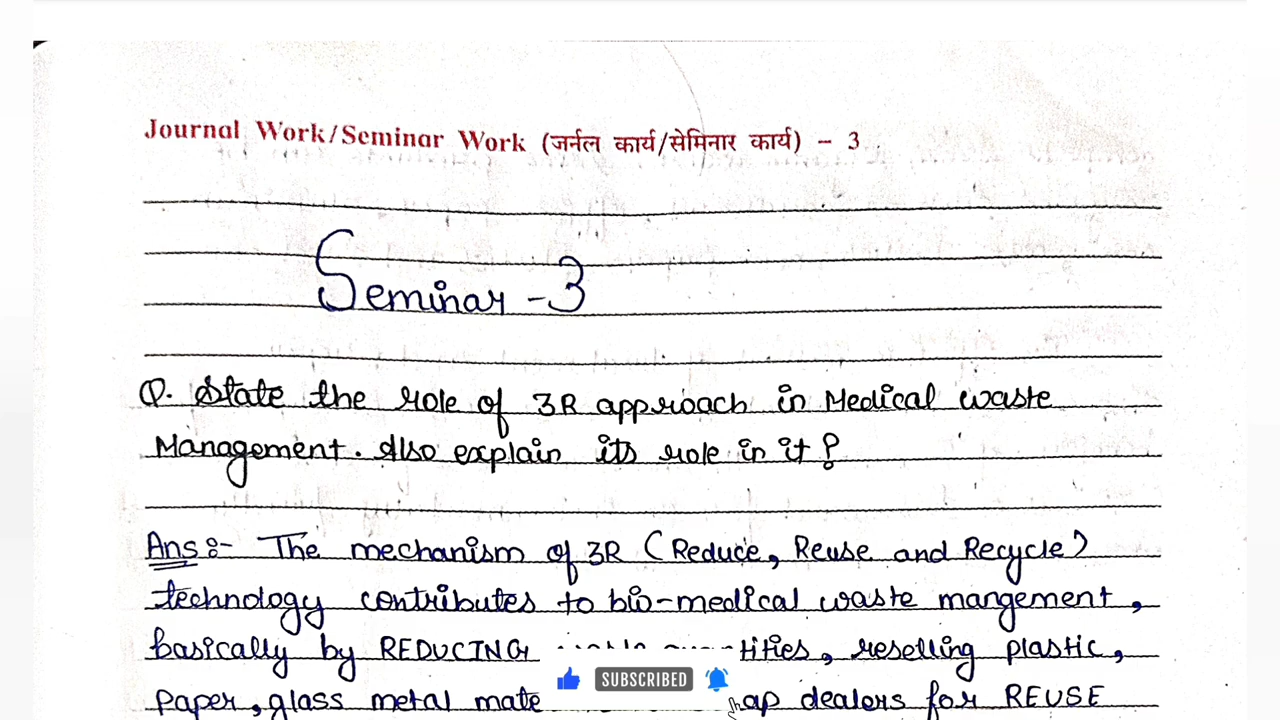 Journal Work/Seminar Work (जर्नल कार्य/सेमिनार कार्य) – 3
Seminar -3
Q. State the role of 3R approach in Medical waste
Management. Also explain its role in it?
Ans:- The mechanism of 3R (Reduce, Reuse and Recycle)
technology contributes to bio-medical waste mangement,
basically by REDUCING tities, reselling plastic,
Paper, glass metal mate ap dealers for REUSE
SUBSCRIBED